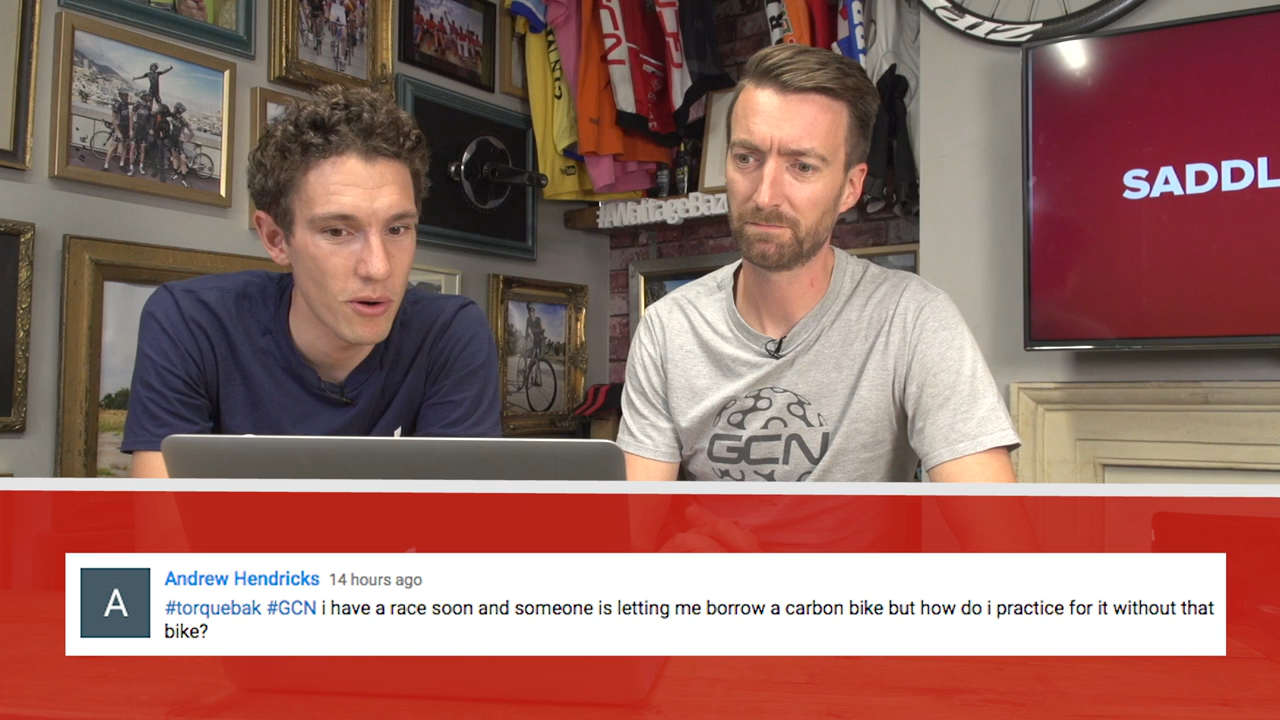 #AWattageBaz
SADDL
GCN
A
Andrew Hendricks 14 hours ago
#torquebak #GCN i have a race soon and someone is letting me borrow a carbon bike but how do i practice for it without that
bike?